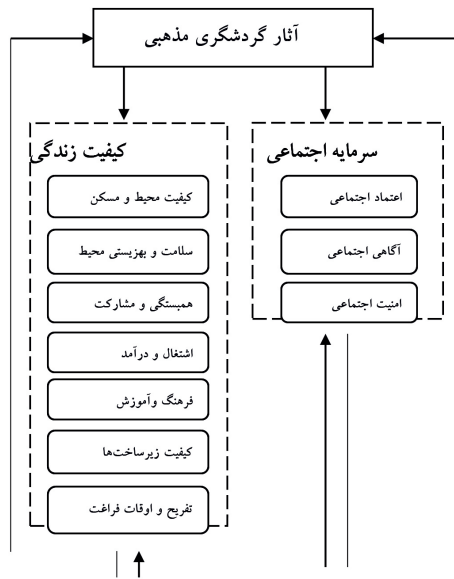 آثار گردشگری مذهبی
سرمایه اجتماعی
اعتماد اجتماعی
آگاهی اجتماعی
امنیت اجتماعی
کیفیت زندگی
کیفیت محیط و مسکن
سلامت و بهزیستی محیط
همبستگی و مشارکت
اشتغال و درآمد
فرهنگ وآموزش
کیفیت زیرساخت‌ها
تفریح و اوقات فراغت